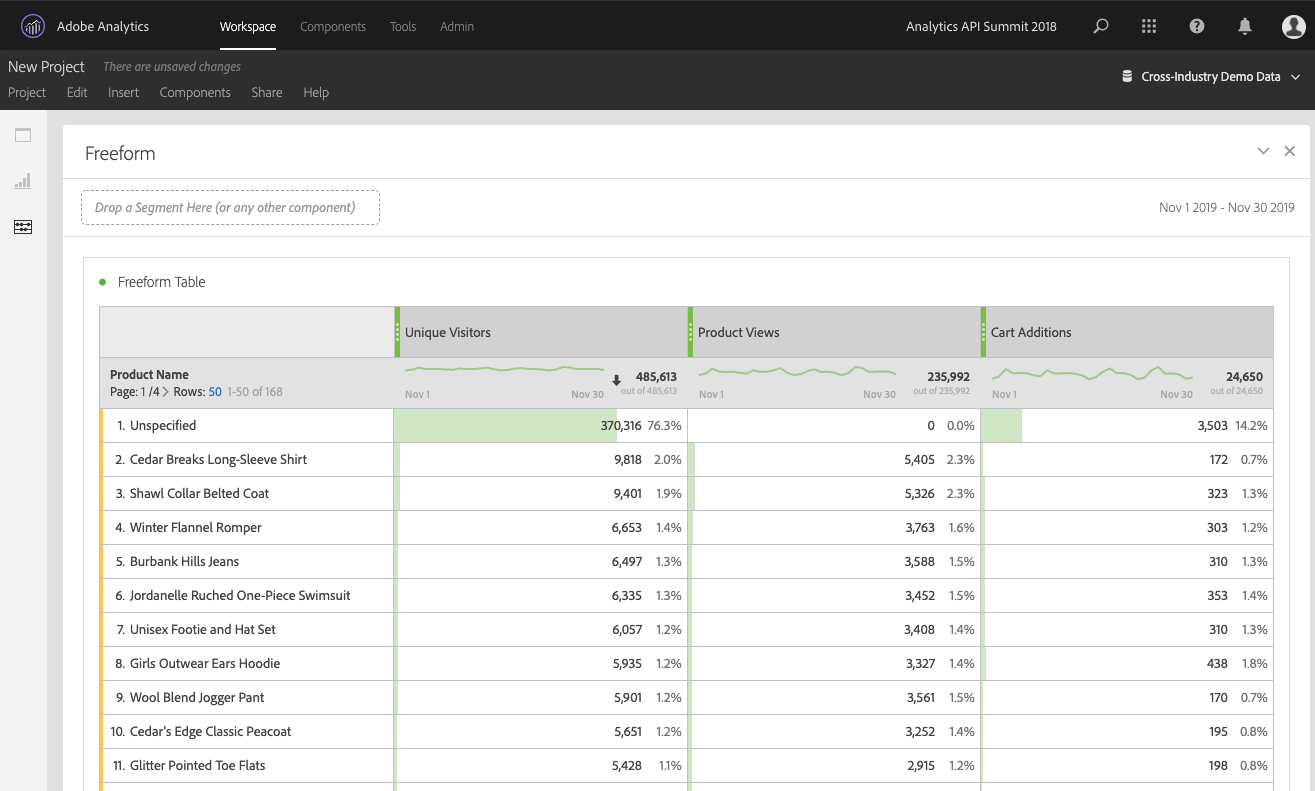 Adobe Analytics Workspace Components Tools Admin Analytics API Summit 2018
New Project There are unsaved changes
Cross-Industry Demo Data
Project Edit Insert Components Share Help
Freeform
Drop a Segment Here (or any other component) Nov 1 2019 - Nov 30 2019
Freeform Table
Unique Visitors Product Views Cart Additions
Product Name 485,613 235,992 24,650
Page: 1 /4 > Rows: 50 1-50 of 168 out of 485,613 out of 235,992 out of 24,650
Nov 1 Nov 30 Nov 1 Nov 30 Nov 1 Nov 30
1. Unspecified 370,316 76.3% 0 0.0% 3,503 14.2%
2. Cedar Breaks Long-Sleeve Shirt 9,818 2.0% 5,405 2.3% 172 0.7%
3. Shawl Collar Belted Coat 9,401 1.9% 5,326 2.3% 323 1.3%
4. Winter Flannel Romper 6,653 1.4% 3,763 1.6% 303 1.2%
5. Burbank Hills Jeans 6,497 1.3% 3,588 1.5% 310 1.3%
6. Jordanelle Ruched One-Piece Swimsuit 6,335 1.3% 3,452 1.5% 353 1.4%
7. Unisex Footie and Hat Set 6,057 1.2% 3,408 1.4% 310 1.3%
8. Girls Outwear Ears Hoodie 5,935 1.2% 3,327 1.4% 438 1.8%
9. Wool Blend Jogger Pant 5,901 1.2% 3,561 1.5% 170 0.7%
10. Cedar's Edge Classic Peacoat 5,651 1.2% 3,252 1.4% 195 0.8%
11. Glitter Pointed Toe Flats 5,428 1.1% 2,915 1.2% 198 0.8%